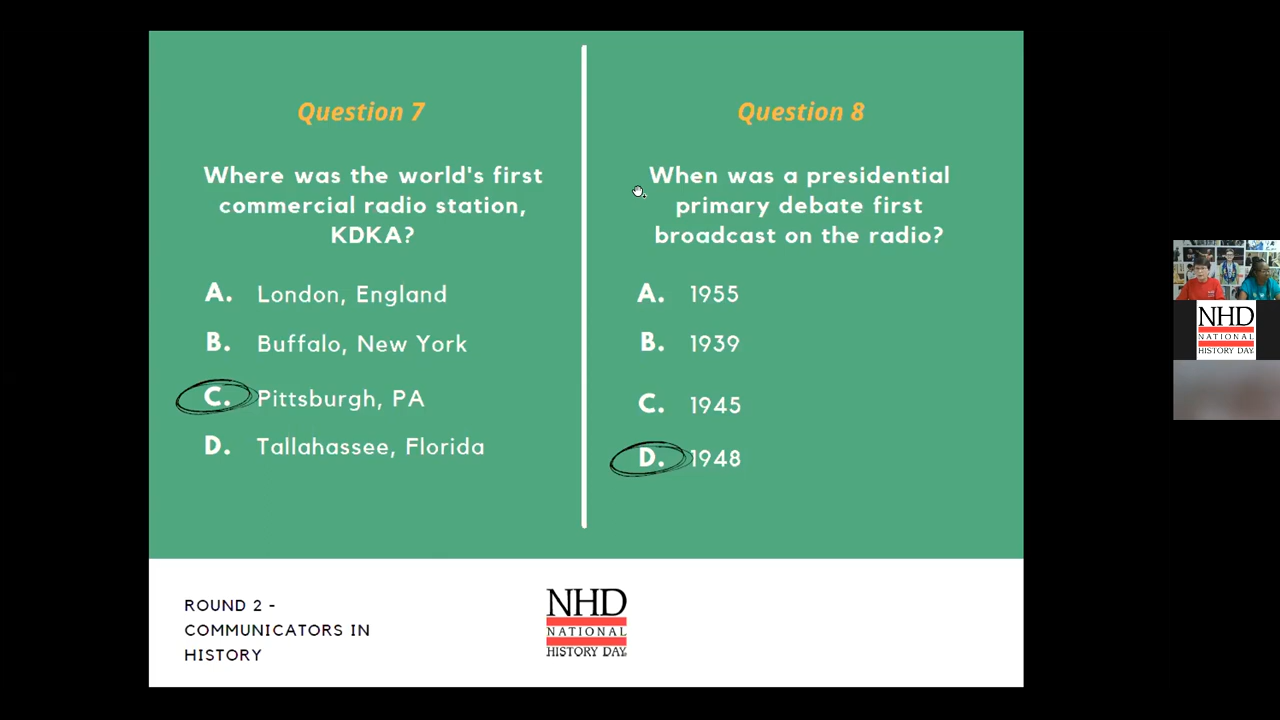 Question 7
Where was the world's first
commercial radio station,
KDKA?
A. London, England
B. Buffalo, New York
C. Pittsburgh, PA
D. Tallahassee, Florida
Question 8
When was a presidential
primary debate first
broadcast on the radio?
A. 1955
B. 1939
C. 1945
D. 1948
ROUND 2 -
COMMUNICATORS IN
HISTORY
NHD
NATIONAL
HISTORY DAY
NHD
NATIONAL
HISTORY DAY